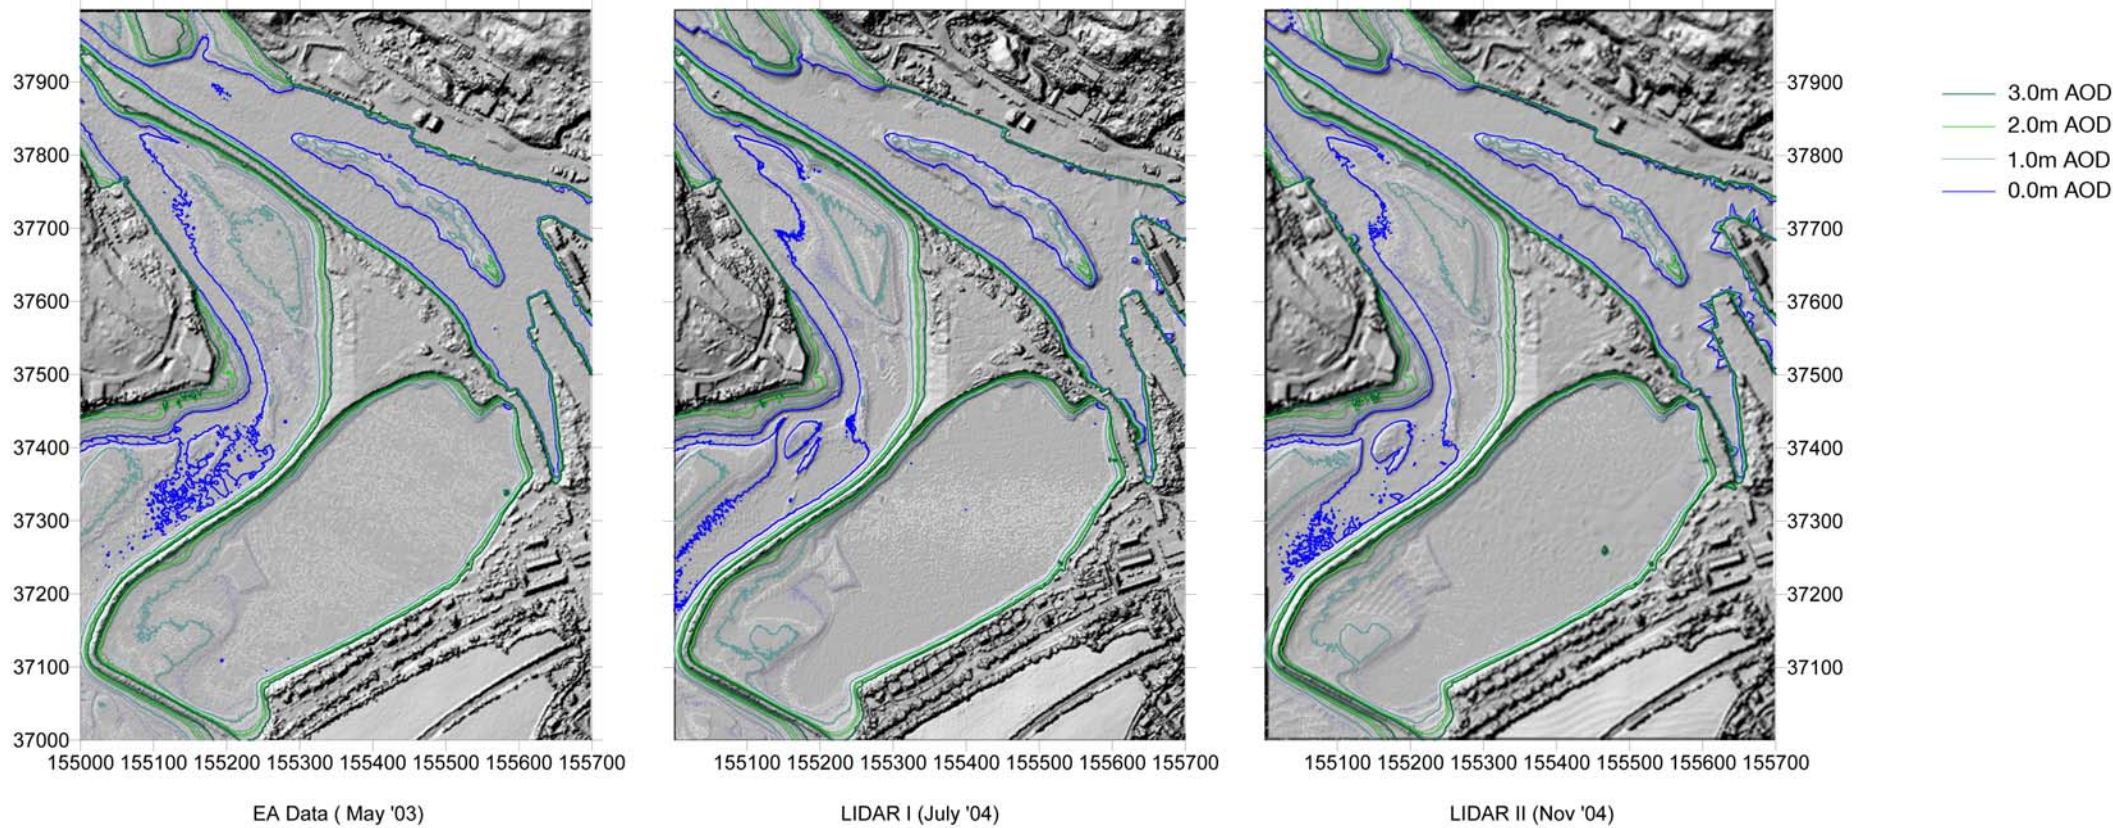 37900
37800
37700
37600
37500
37400
37300
37200
37100
37000
155000 155100 155200 155300 155400 155500 155600 155700
EA Data ( May '03)
155100 155200 155300 155400 155500 155600 155700
LIDAR I (July '04)
37900
37800
37700
37600
37500
37400
37300
37200
37100
155100 155200 155300 155400 155500 155600 155700
LIDAR II (Nov '04)
3.0m AOD
2.0m AOD
1.0m AOD
0.0m AOD